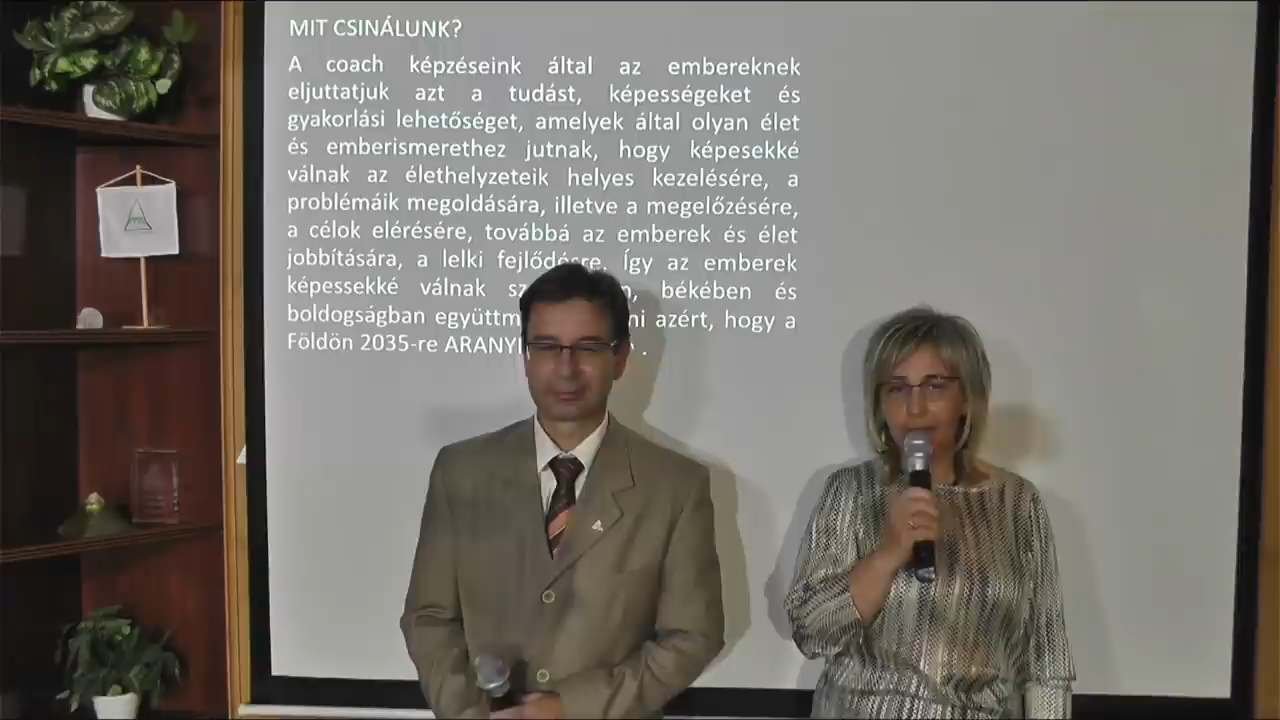 MIT CSINÁLUNK?
A coach képzéseink által az embereknek
eljuttatjuk azt a tudást, képességeket és
gyakorlási lehetőséget, amelyek által olyan élet
és emberismerethez jutnak, hogy képesekké
válnak az élethelyzeteik helyes kezelésére, a
problémáik megoldására, illetve a megelőzésére,
a célok elérésére, továbbá az emberek és élet
jobbítására, a lelki fejlődésre. Így az emberek
képessekké válnak békében és
boldogságban azért, hogy a
Földön 2035-re .